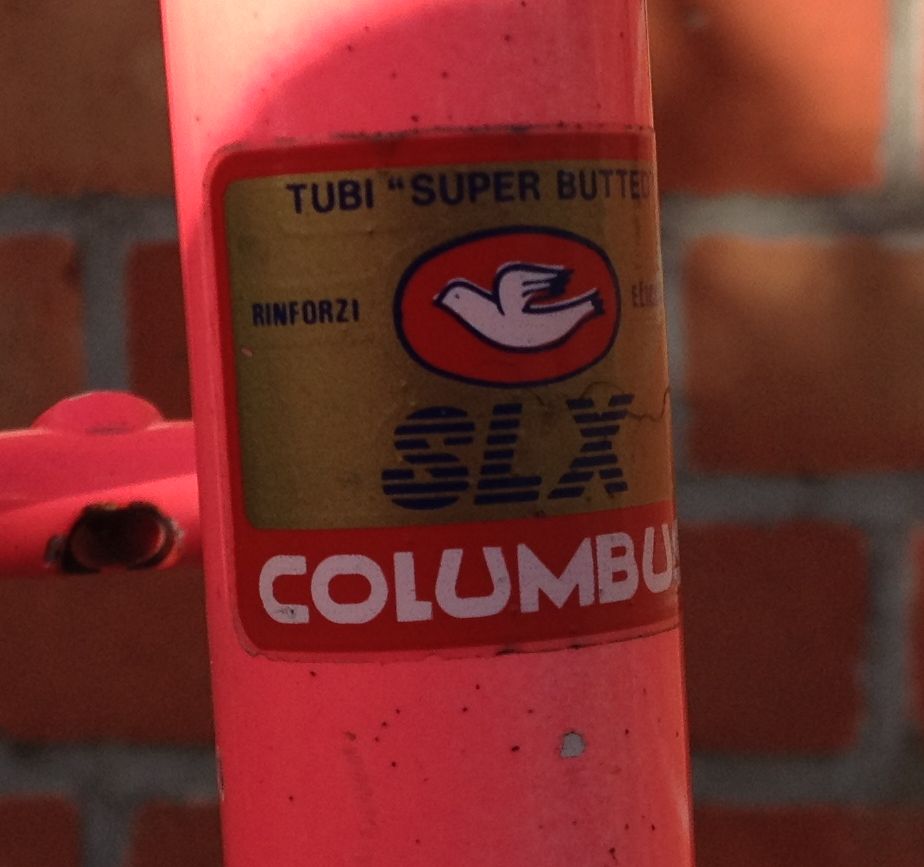 TUBI "SUPER BUTTED"
RINFORZI
SLX
COLUMBUS